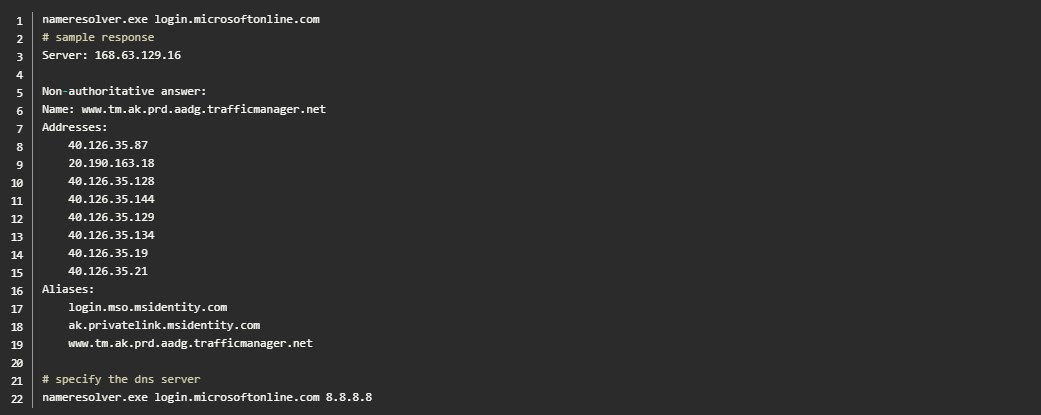 1 nameresolver.exe login.microsoftonline.com
2 # sample response
3 Server: 168.63.129.16
4
5 Non-authoritative answer:
6 Name: www.tm.ak.prd.aadg.trafficmanager.net
7 Addresses:
8 40.126.35.87
9 20.190.163.18
10 40.126.35.128
11 40.126.35.144
12 40.126.35.129
13 40.126.35.134
14 40.126.35.19
15 40.126.35.21
16 Aliases:
17 login.mso.msidentity.com
18 ak.privatelink.msidentity.com
19 www.tm.ak.prd.aadg.trafficmanager.net
20
21 # specify the dns server
22 nameresolver.exe login.microsoftonline.com 8.8.8.8